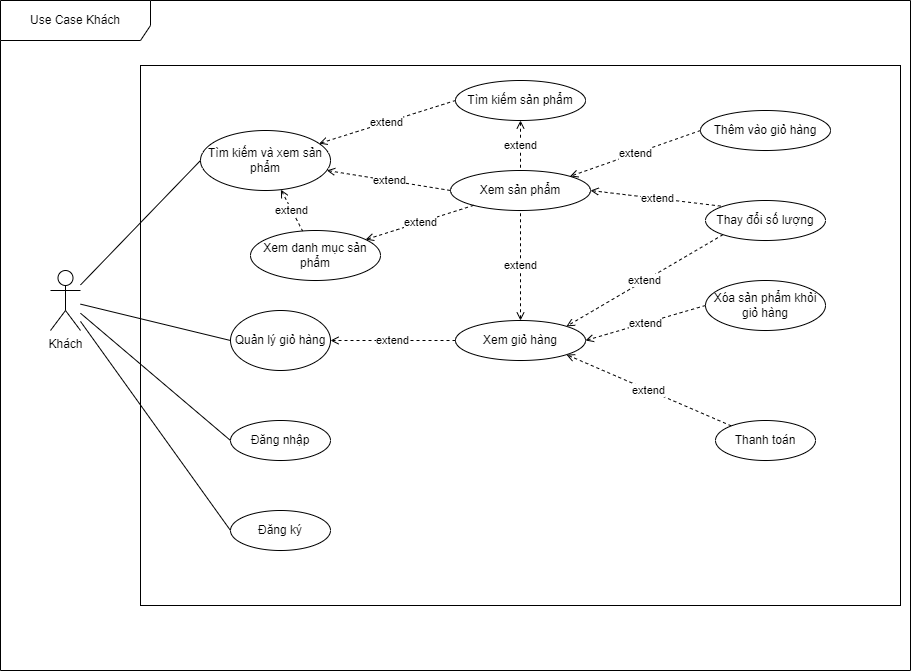 Use Case Khách
Tìm kiếm sản phẩm
extend
Thêm vào giỏ hàng
Tìm kiếm và xem sản
phẩm
extend
extend
extend
Xem sản phẩm
extend
extend
Thay đổi số lượng
extend
Xem danh mục sản
phẩm
extend
extend
Xóa sản phẩm khỏi
giỏ hàng
extend
Khách
Quản lý giỏ hàng
extend
Xem giỏ hàng
extend
Đăng nhập
Thanh toán
Đăng ký